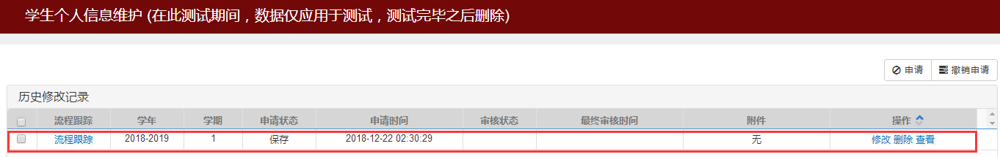 学生个人信息维护 (在此测试期间，数据仅应用于测试，测试完毕之后删除)
申请 撤销申请
历史修改记录
流程跟踪 学年 学期 申请状态 申请时间 审核状态 最终审核时间 附件 操作
流程跟踪 2018-2019 1 保存 2018-12-22 02:30:29 无 修改 删除 查看